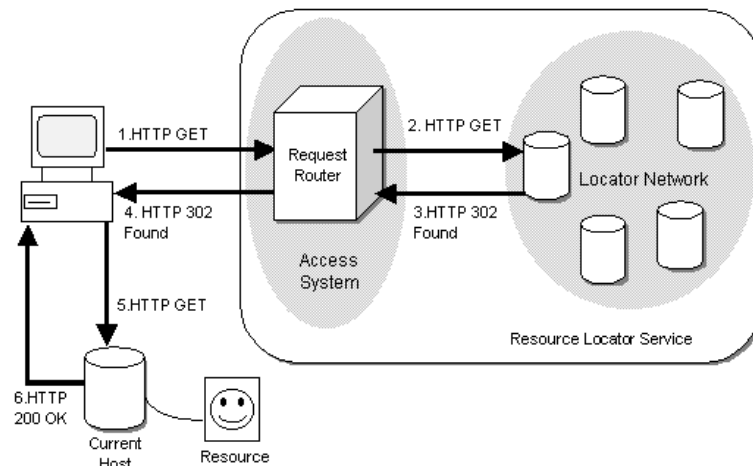 1.HTTP GET
2. HTTP GET
Request
Router
Locator Network
4. HTTP 302
Found
3.HTTP 302
Found
Access
System
5.HTTP GET
Resource Locator Service
6.HTTP
200 OK
Current
Host
Resource